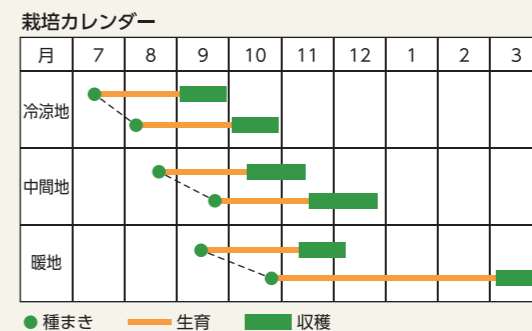 栽培カレンダー
月 7 8 9 10 11 12 1 2 3
冷涼地
中間地
暖地
種まき 生育 収穫